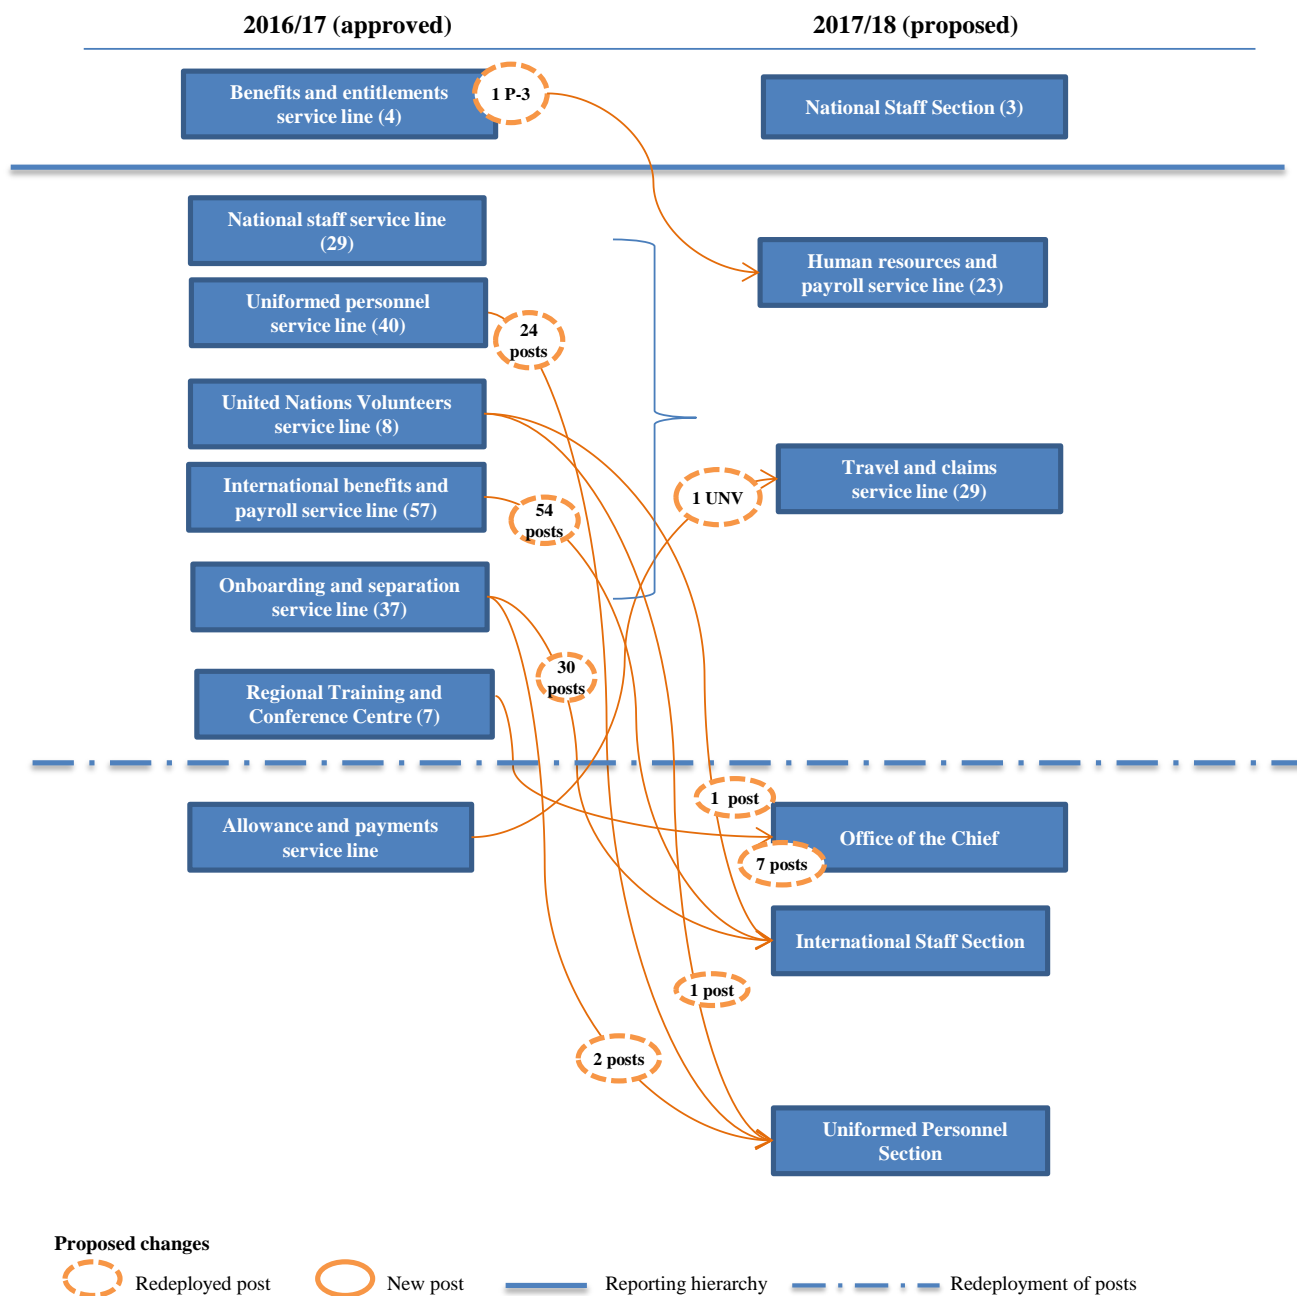 2016/17 (approved)
2017/18 (proposed)
Benefits and entitlements
service line (4)
1 P-3
National Staff Section (3)
National staff service line
(29)
Human resources and
payroll service line (23)
Uniformed personnel
service line (40)
24
posts
United Nations Volunteers
service line (8)
Travel and claims
service line (29)
1 UNV
International benefits and
payroll service line (57)
54
posts
Onboarding and separation
service line (37)
30
posts
Regional Training and
Conference Centre (7)
1 post
Allowance and payments
service line
Office of the Chief
7 posts
International Staff Section
1 post
2 posts
Uniformed Personnel
Section
Proposed changes
Redeployed post
New post
Reporting hierarchy
Redeployment of posts